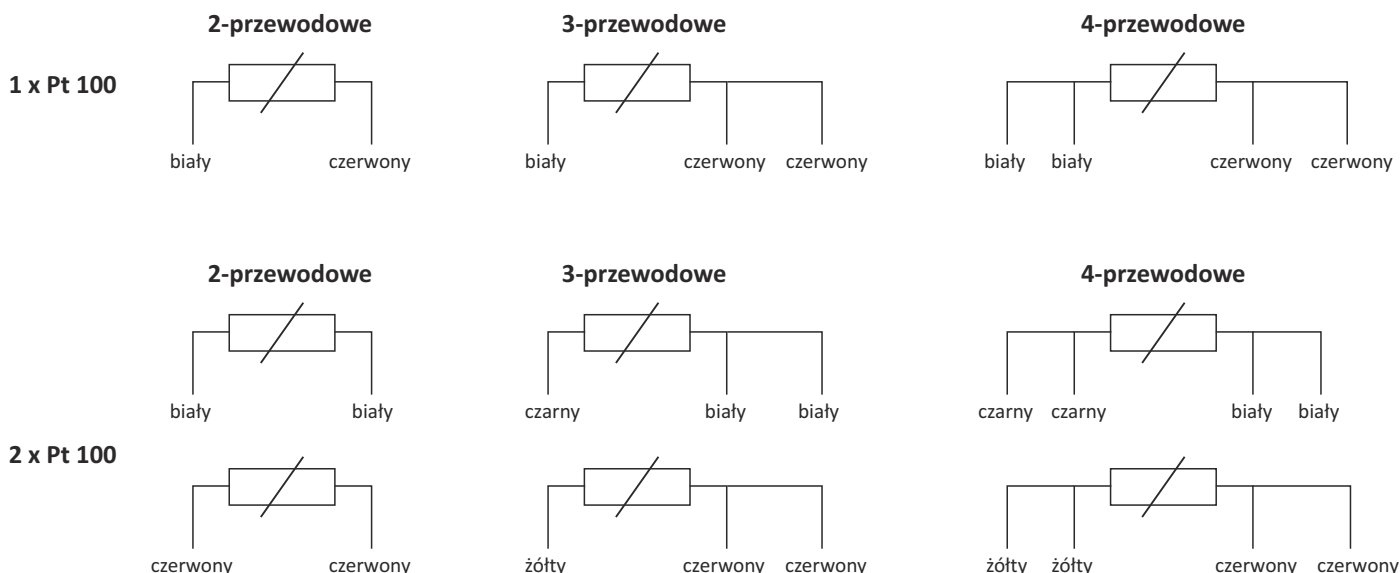 2-przewodowe 3-przewodowe 4-przewodowe
1 x Pt 100
biały czerwony biały czerwony czerwony biały biały czerwony czerwony
2-przewodowe 3-przewodowe 4-przewodowe
biały biały czarny biały biały czarny czarny biały biały
2 x Pt 100
czerwony czerwony żółty czerwony czerwony żółty żółty czerwony czerwony